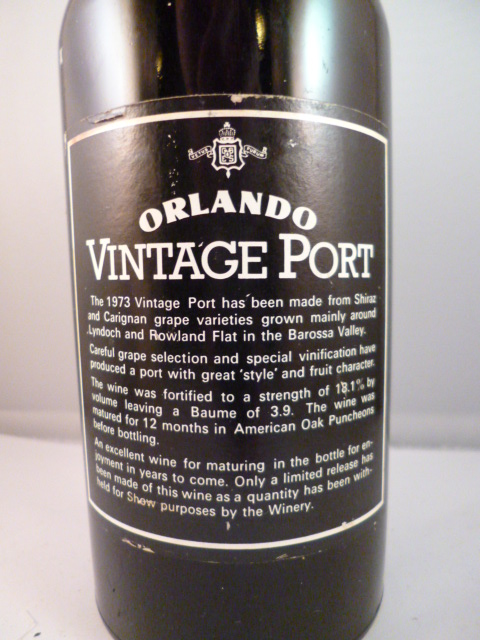 ORLANDO
VINTAGE PORT
The 1973 Vintage Port has been made from Shiraz
and Carignan grape varieties grown mainly around
Lyndoch and Rowland Flat in the Barossa Valley.
Careful grape selection and special vinification have
produced a port with great 'style' and fruit character.
The wine was fortified to a strength of 18.1% by
volume leaving a Baume of 3.9. The wine was
matured for 12 months in American Oak Puncheons
before bottling.
An excellent wine for maturing in the bottle for en-
joyment in years to come. Only a limited release has
been made of this wine as a quantity has been with-
held for Show purposes by the Winery.